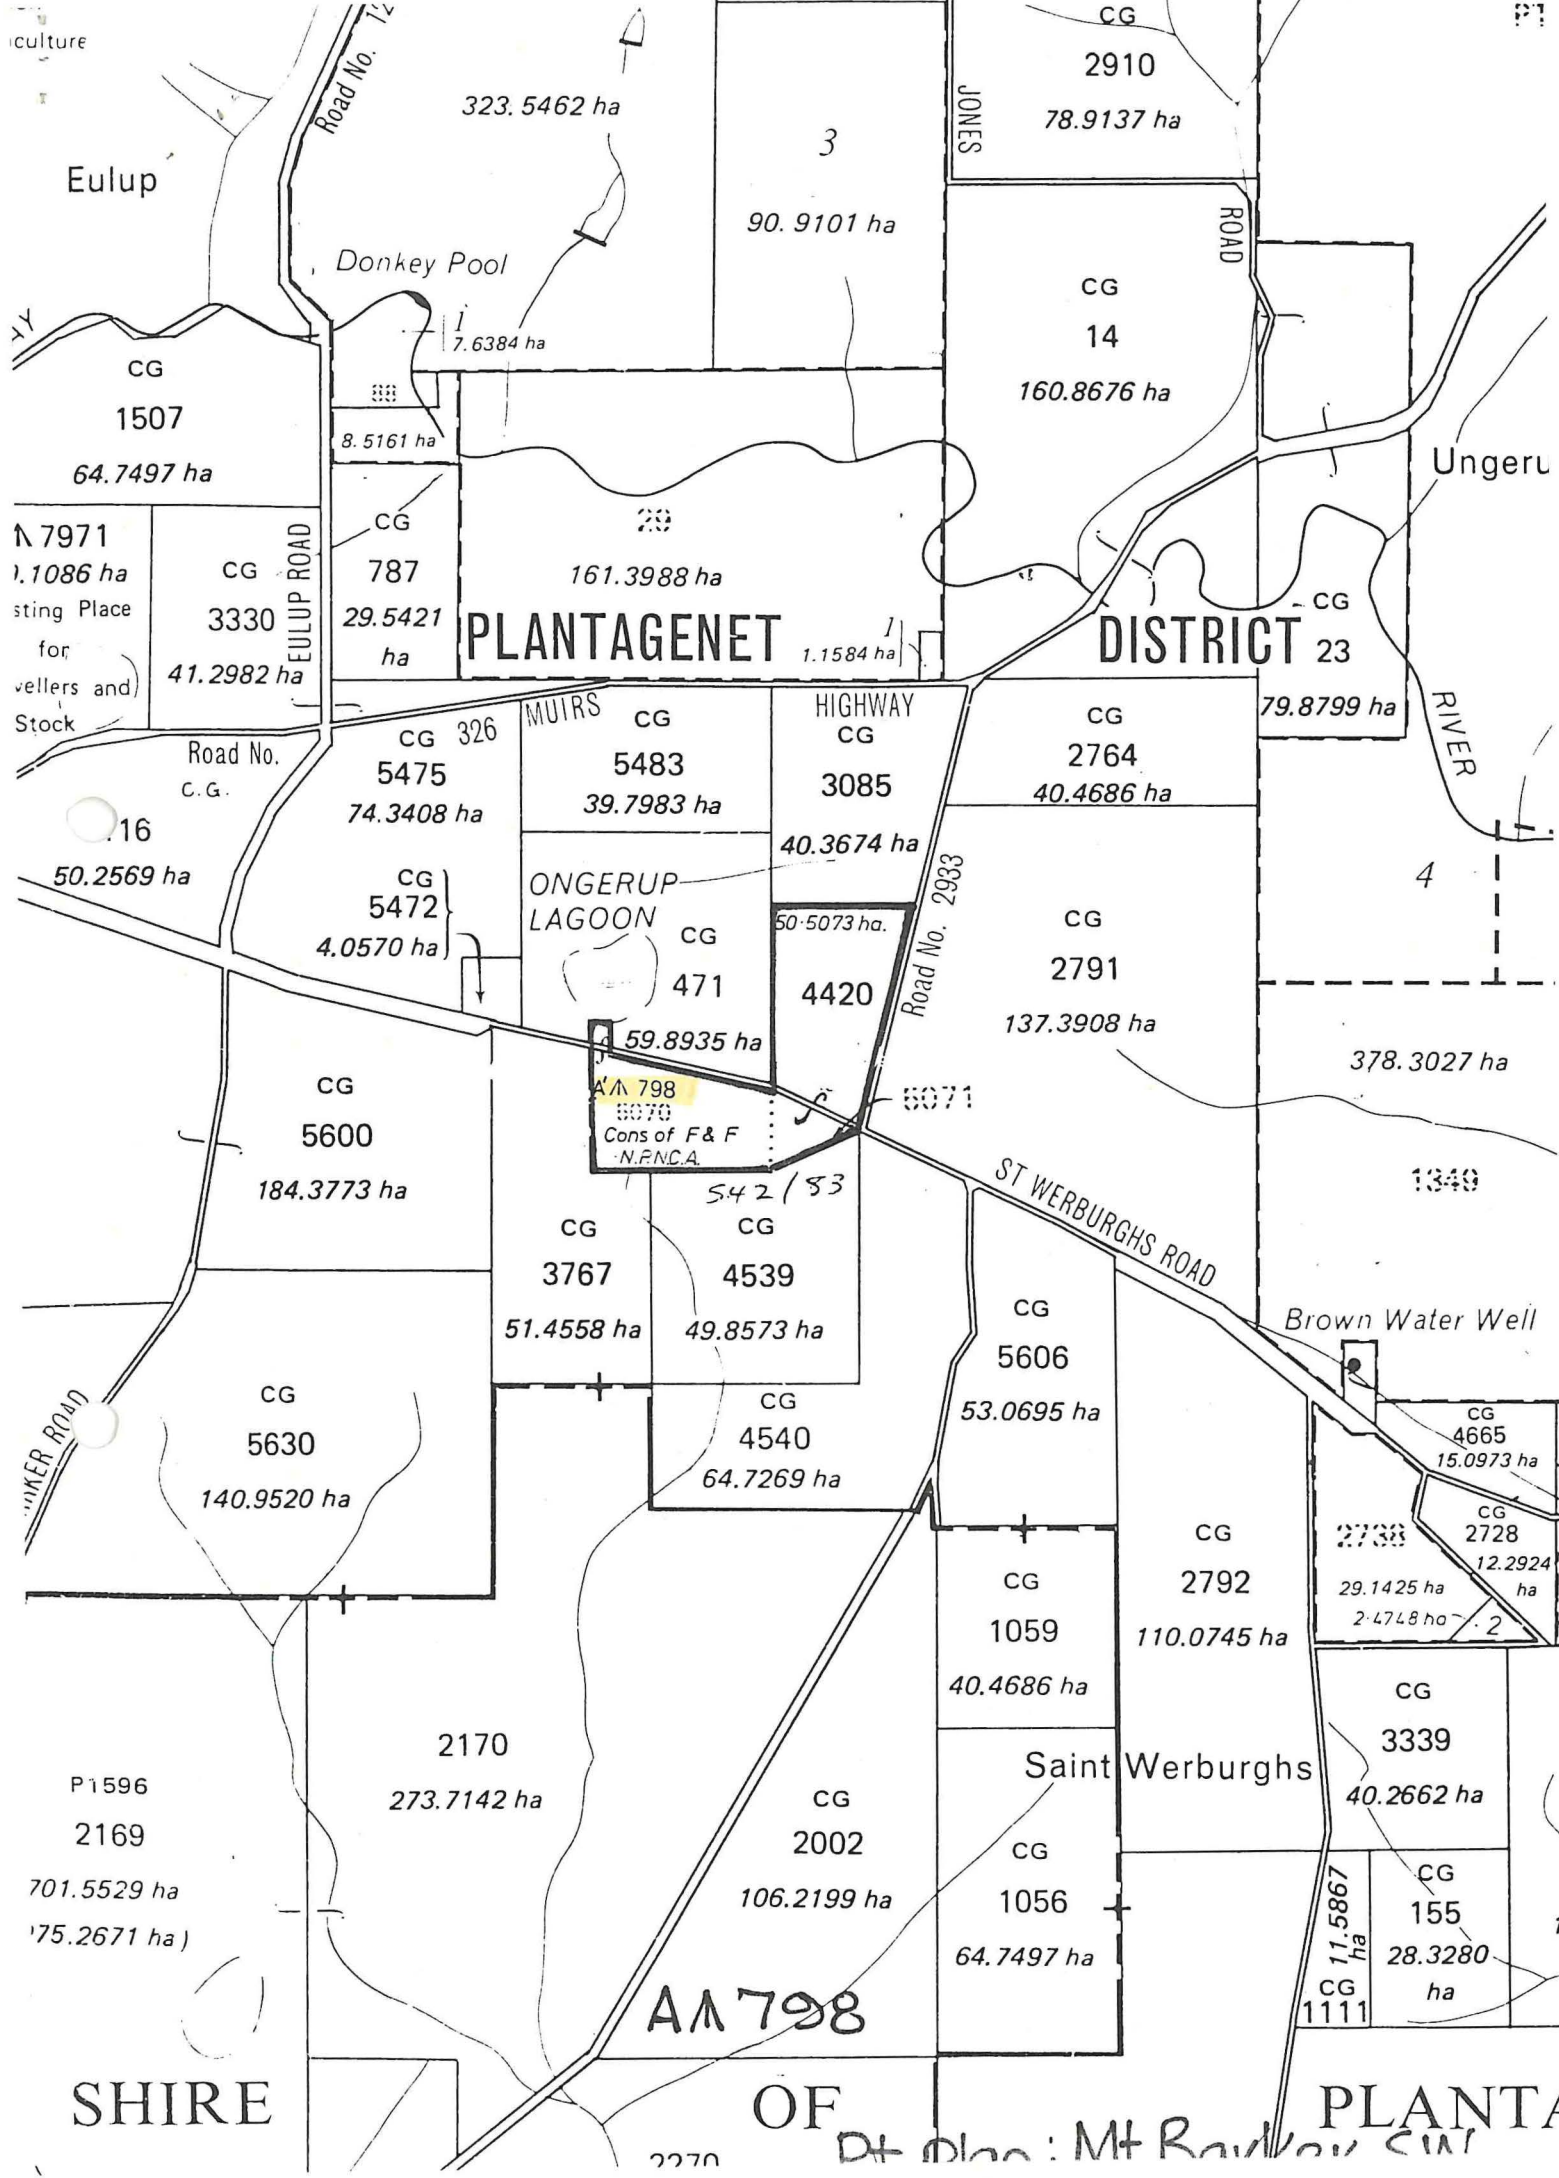 culture
Eulup
Road No. 12
323.5462 ha
3
90.9101 ha
JONES
CG
2910
78.9137 ha
P1
ROAD
Donkey Pool
1
7.6384 ha
CG
14
160.8676 ha
CG
1507
64.7497 ha
88
8.5161 ha
Ungeru
7971
.1086 ha
sting Place
for
vellers and
Stock
CG
3330
41.2982 ha
EULUP ROAD
CG
787
29.5421
ha
29
161.3988 ha
PLANTAGENET DISTRICT
1
1.1584 ha
CG
23
79.8799 ha
RIVER
Road No.
326
MUIRS HIGHWAY
C.G.
16
50.2569 ha
CG
5475
74.3408 ha
CG
5483
39.7983 ha
CG
3085
40.3674 ha
CG
2764
40.4686 ha
CG
5472
4.0570 ha
ONGERUP
LAGOON
CG
471
59.8935 ha
50.5073 ha.
4420
Road No. 2933
CG
2791
137.3908 ha
4
378.3027 ha
1349
A 798
6070
Cons of F & F
N.P.N.C.A.
542/83
6071
CG
5600
184.3773 ha
CG
3767
51.4558 ha
CG
4539
49.8573 ha
ST WERBURGHS ROAD
CG
5606
53.0695 ha
Brown Water Well
NKER ROAD
CG
5630
140.9520 ha
CG
4540
64.7269 ha
CG
4665
15.0973 ha
CG
2728
12.2924
ha
2738
29.1425 ha
2.4748 ha
2
CG
1059
40.4686 ha
CG
2792
110.0745 ha
CG
3339
40.2662 ha
Saint Werburghs
P1596
2169
701.5529 ha
75.2671 ha)
2170
273.7142 ha
CG
2002
106.2199 ha
CG
1056
64.7497 ha
11.5867
ha
CG
1111
CG
155
28.3280
ha
A 798
SHIRE OF PLANTA
2270
Pt Plan: Mt Barker SW